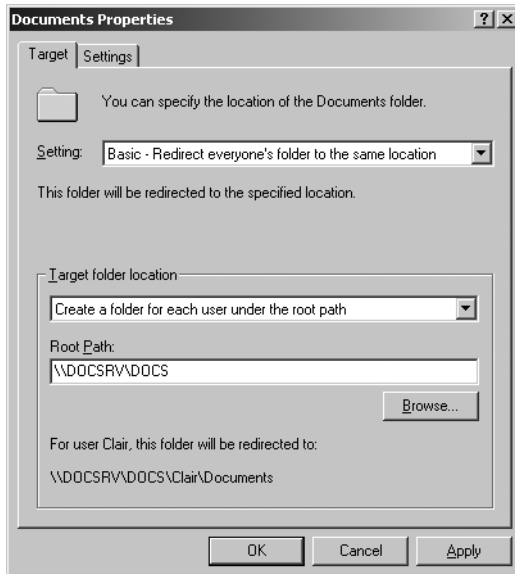 Documents Properties
? X
Target Settings
You can specify the location of the Documents folder.
Setting: Basic - Redirect everyone's folder to the same location
This folder will be redirected to the specified location.
Target folder location
Create a folder for each user under the root path
Root Path:
\\DOCSRV\DOCS
Browse...
For user Clair, this folder will be redirected to:
\\DOCSRV\DOCS\Clair\Documents
OK Cancel Apply